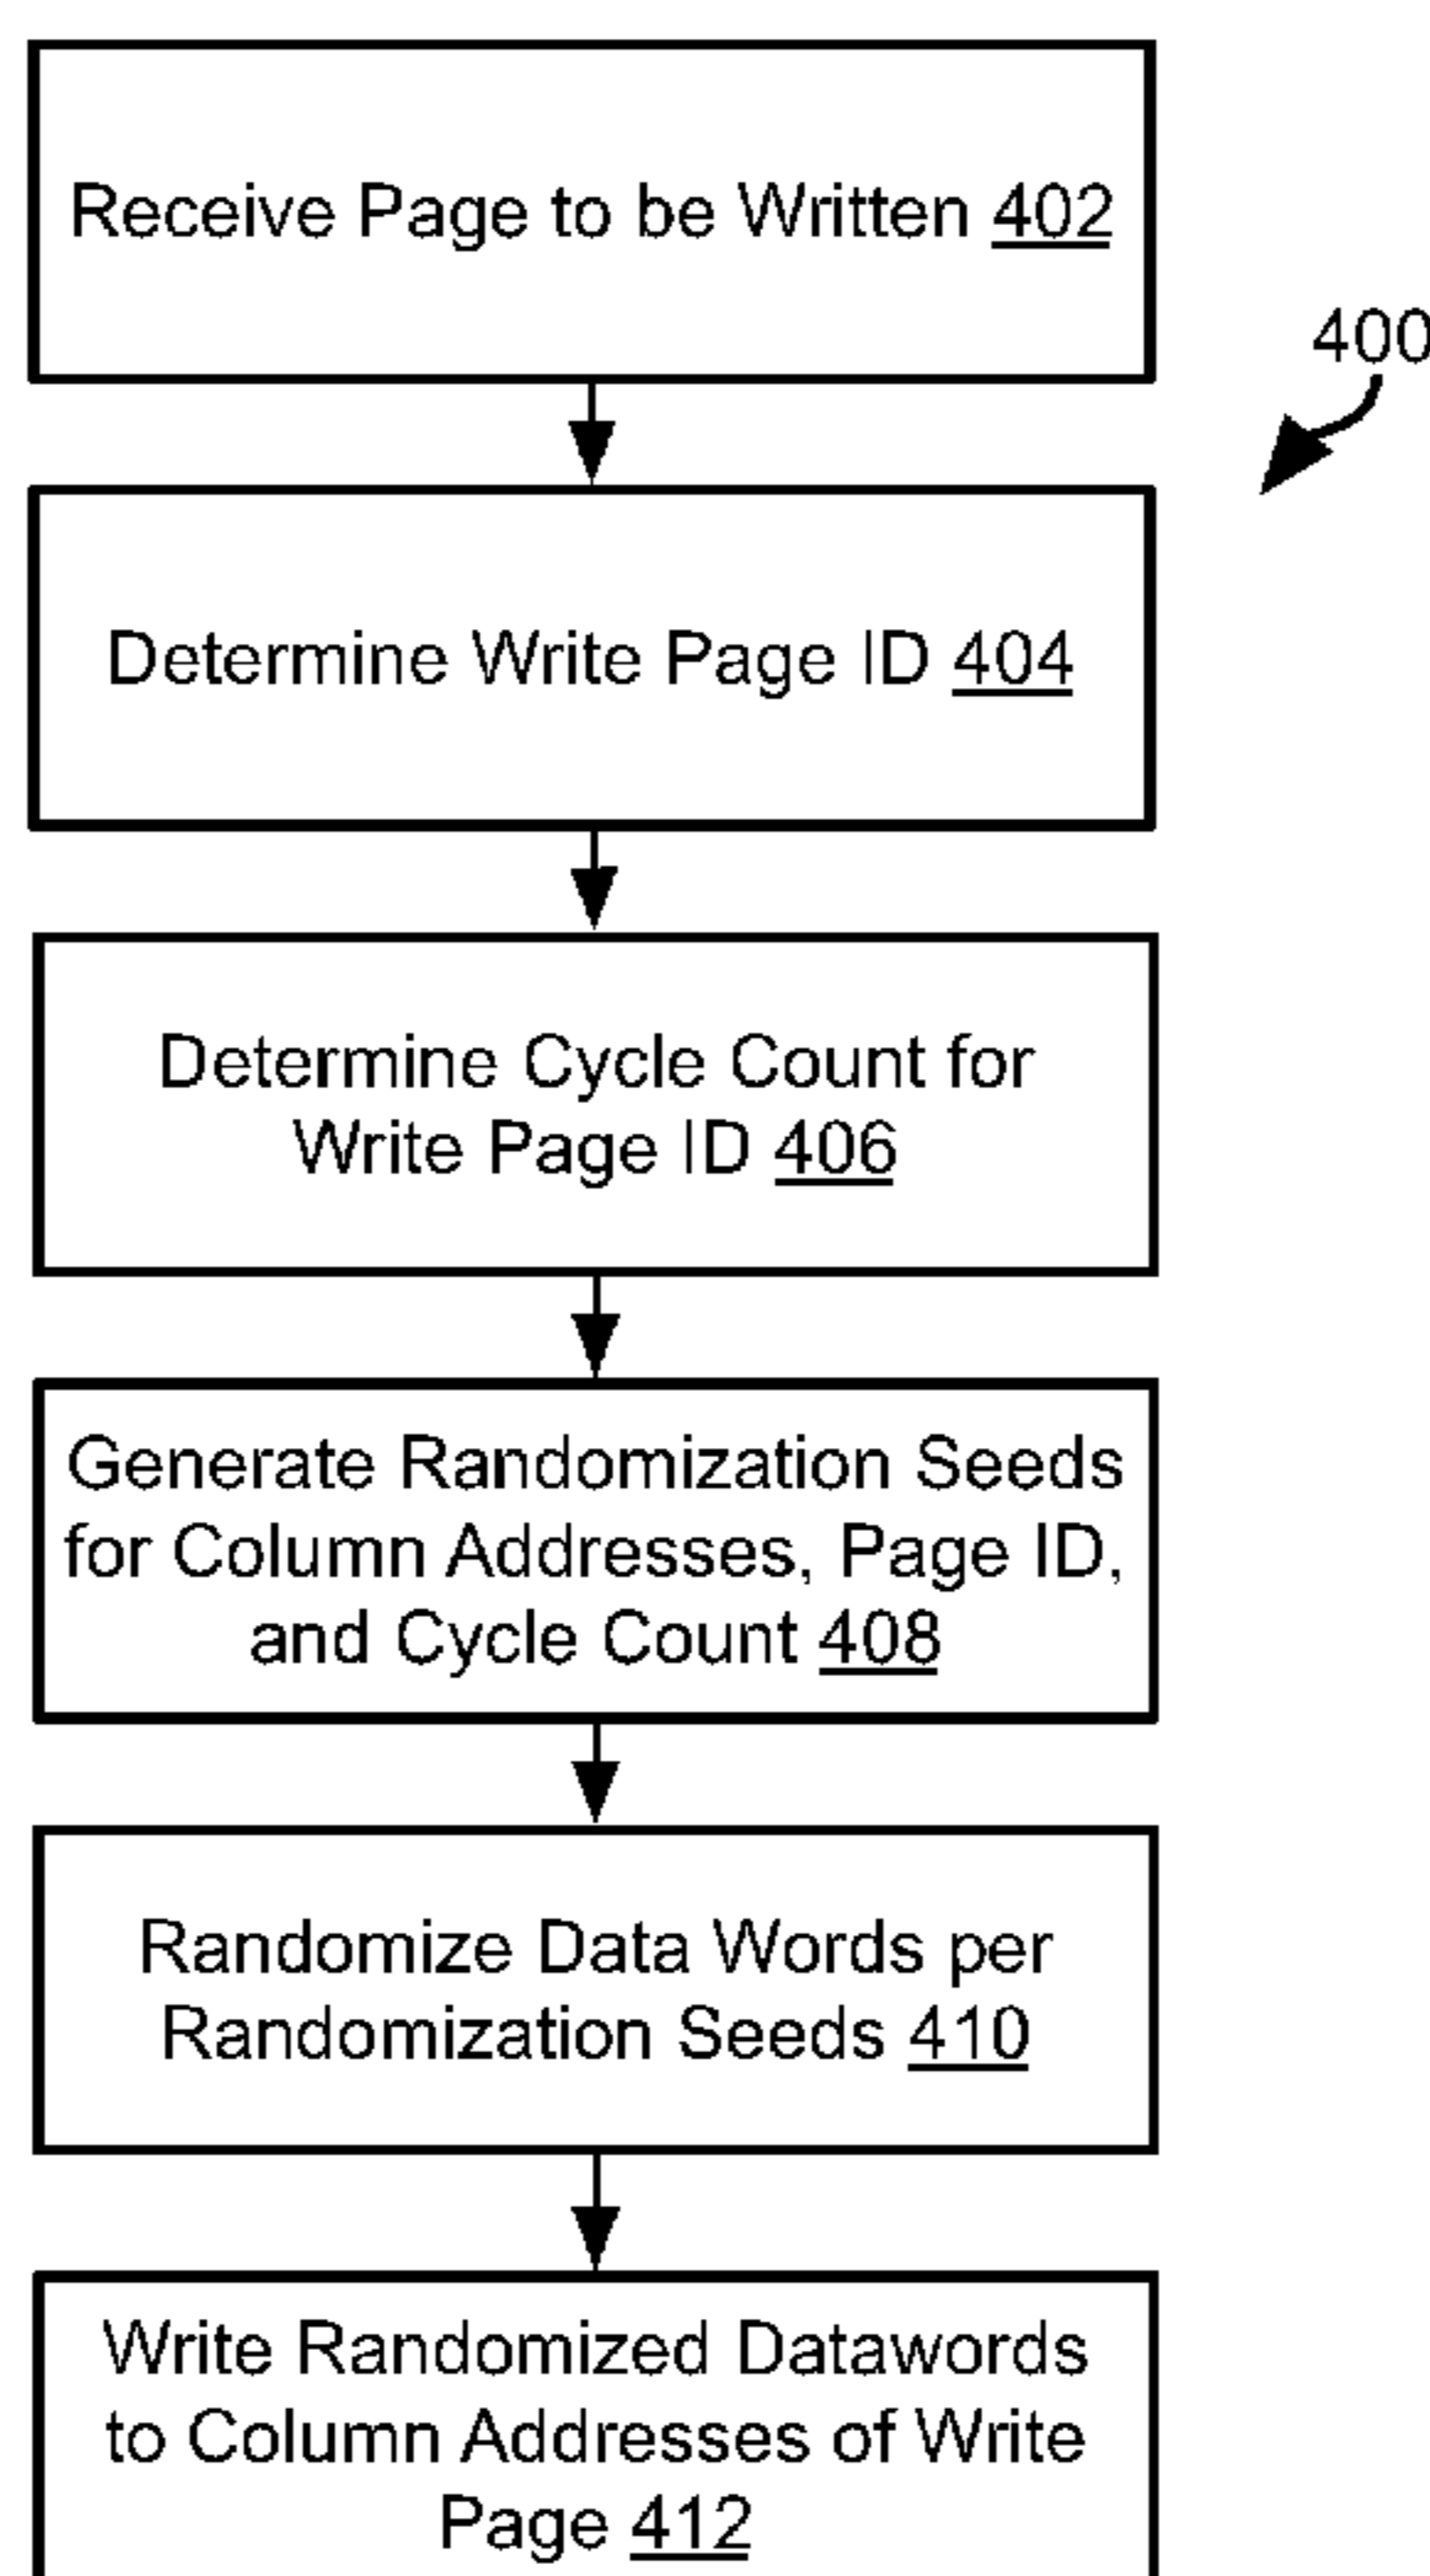 Receive Page to be Written 402
400
Determine Write Page ID 404
Determine Cycle Count for
Write Page ID 406
Generate Randomization Seeds
for Column Addresses, Page ID,
and Cycle Count 408
Randomize Data Words per
Randomization Seeds 410
Write Randomized Datawords
to Column Addresses of Write
Page 412